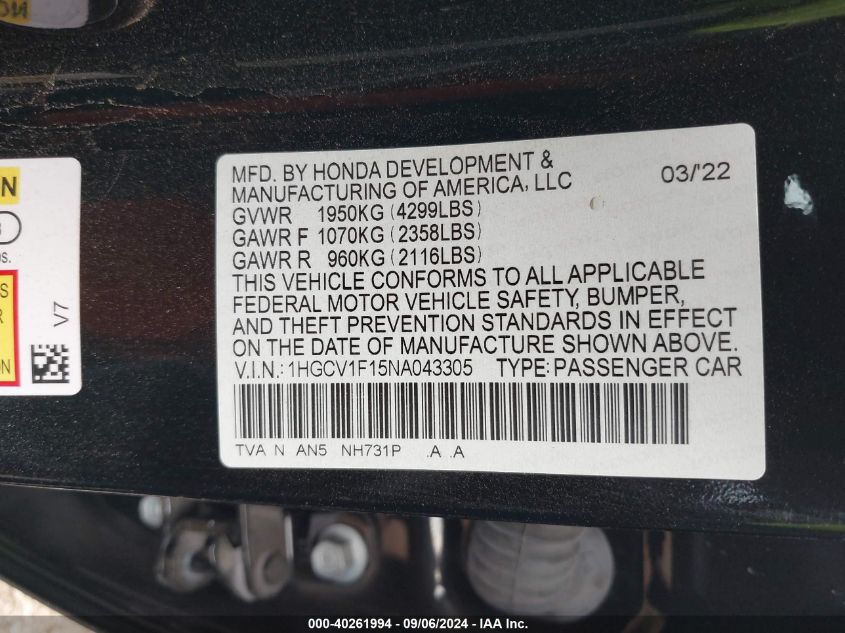 MFD. BY HONDA DEVELOPMENT &
MANUFACTURING OF AMERICA, LLC 03/'22
GVWR 1950KG (4299LBS)
GAWR F 1070KG (2358LBS)
GAWR R 960KG (2116LBS)
THIS VEHICLE CONFORMS TO ALL APPLICABLE
FEDERAL MOTOR VEHICLE SAFETY, BUMPER,
AND THEFT PREVENTION STANDARDS IN EFFECT
ON THE DATE OF MANUFACTURE SHOWN ABOVE.
V.I.N.: 1HGCV1F15NA043305 TYPE: PASSENGER CAR
TVA N AN5 NH731P .A .A
V7
000-40261994 - 09/06/2024 - IAA Inc.